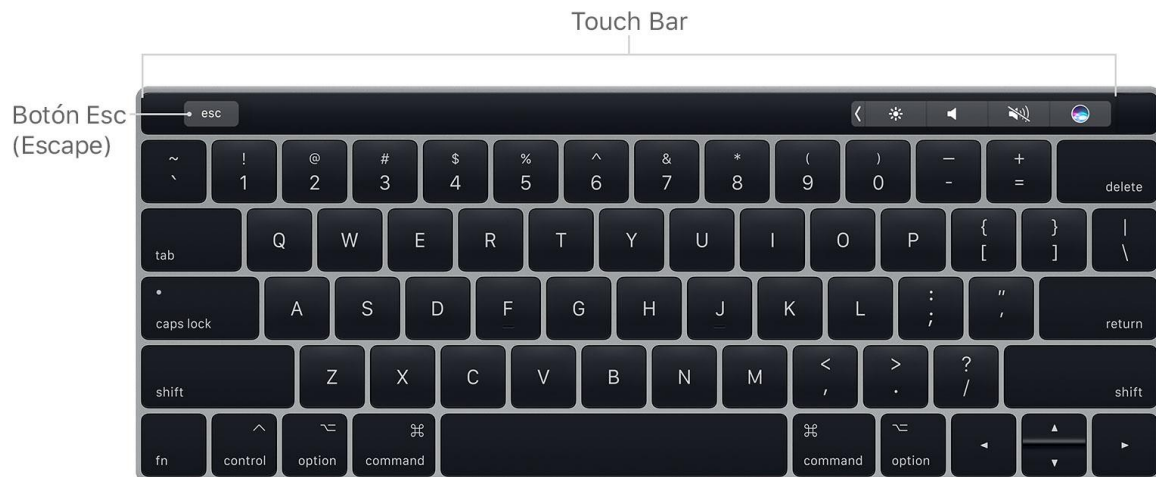 Touch Bar
Botón Esc
(Escape)
esc
~ ! @ # $ % ^ & * ( ) — +
` 1 2 3 4 5 6 7 8 9 0 - = delete
tab Q W E R T Y U I O P { [ } ] | \
caps lock A S D F G H J K L : ; " ' return
shift Z X C V B N M < , > . ? / shift
fn ^ control ⌥ option ⌘ command ⌘ command ⌥ option ◀ ▲ ▼ ▶